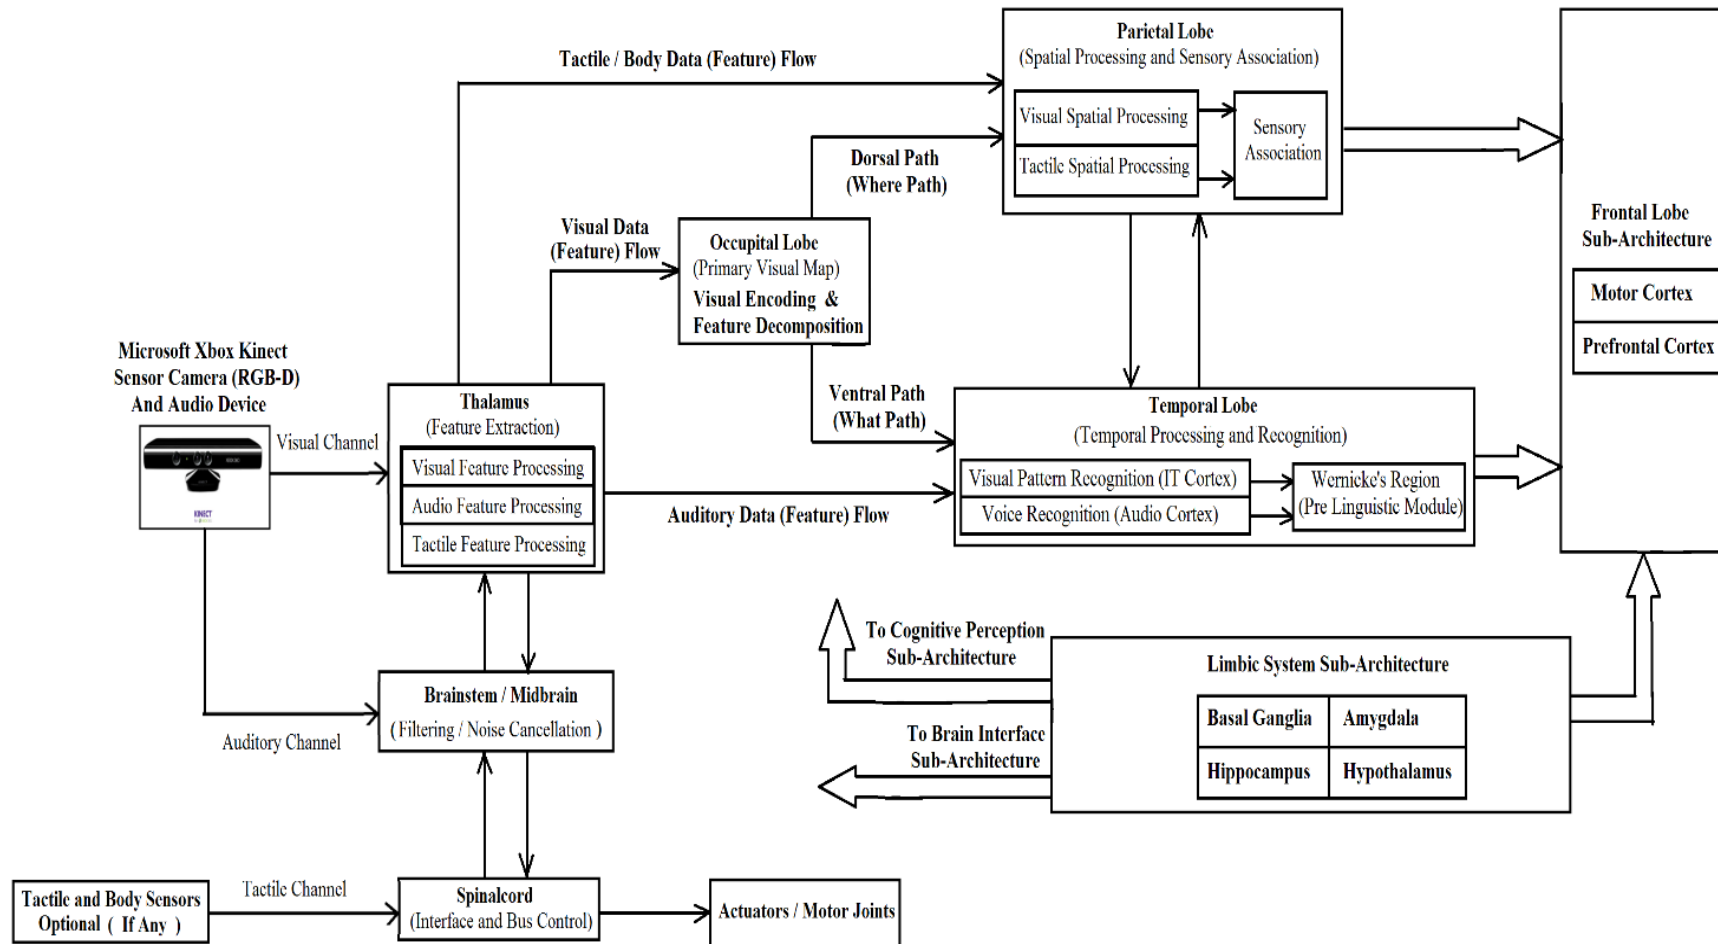 Parietal Lobe
(Spatial Processing and Sensory Association)
Visual Spatial Processing
Tactile Spatial Processing
Sensory
Association
Tactile / Body Data (Feature) Flow
Dorsal Path
(Where Path)
Visual Data
(Feature) Flow
Occupital Lobe
(Primary Visual Map)
Visual Encoding &
Feature Decomposition
Frontal Lobe
Sub-Architecture
Motor Cortex
Prefrontal Cortex
Microsoft Xbox Kinect
Sensor Camera (RGB-D)
And Audio Device
KINECT
Visual Channel
Thalamus
(Feature Extraction)
Visual Feature Processing
Audio Feature Processing
Tactile Feature Processing
Ventral Path
(What Path)
Auditory Data (Feature) Flow
Temporal Lobe
(Temporal Processing and Recognition)
Visual Pattern Recognition (IT Cortex)
Voice Recognition (Audio Cortex)
Wernicke's Region
(Pre Linguistic Module)
To Cognitive Perception
Sub-Architecture
To Brain Interface
Sub-Architecture
Limbic System Sub-Architecture
Basal Ganglia
Amygdala
Hippocampus
Hypothalamus
Brainstem / Midbrain
( Filtering / Noise Cancellation )
Auditory Channel
Tactile and Body Sensors
Optional ( If Any )
Tactile Channel
Spinalcord
(Interface and Bus Control)
Actuators / Motor Joints